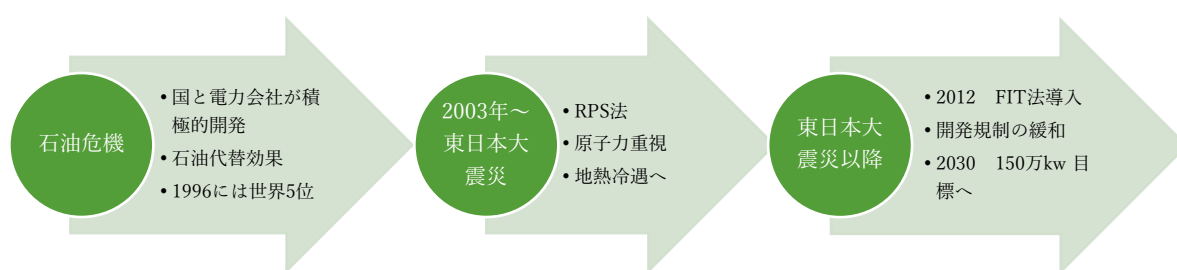 石油危機
• 国と電力会社が積
極的開発
• 石油代替効果
• 1996には世界5位
2003年～
東日本大
震災
• RPS法
• 原子力重視
• 地熱冷遇へ
東日本大
震災以降
• 2012　FIT法導入
• 開発規制の緩和
• 2030　150万kw 目
標へ